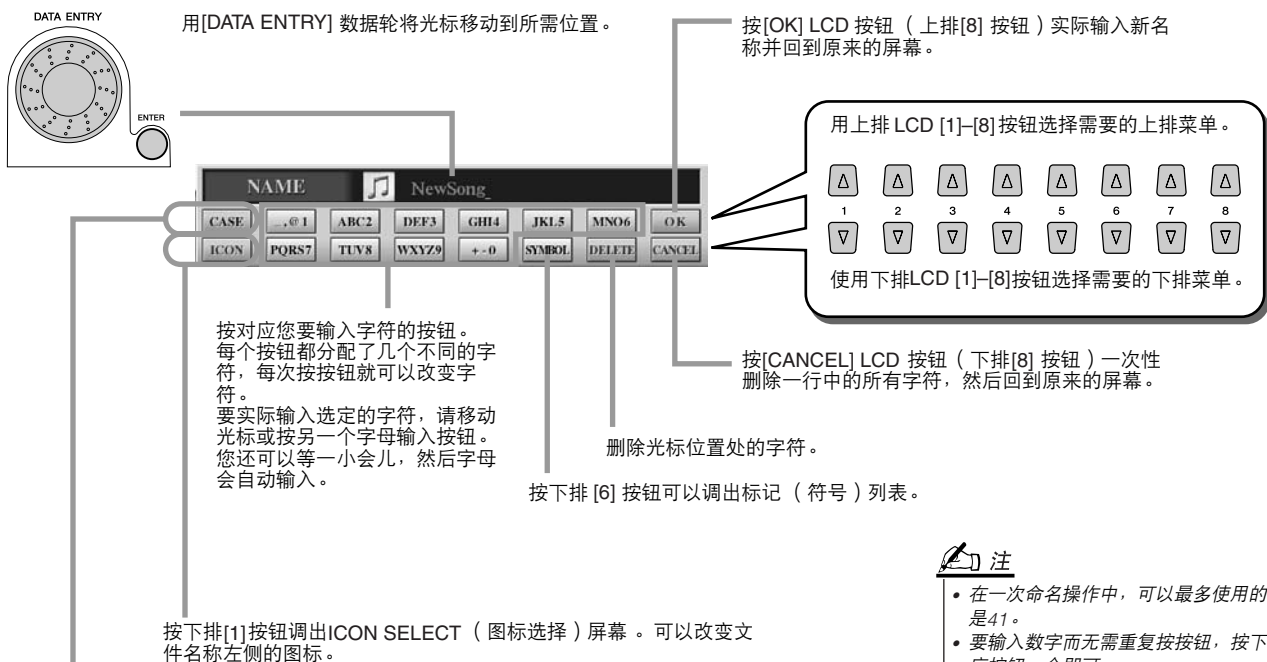 DATA ENTRY
ENTER
用[DATA ENTRY] 数据轮将光标移动到所需位置。
按[OK] LCD 按钮 （ 上排[8] 按钮 ) 实际输入新名
称并回到原来的屏幕。
用上排 LCD [1]–[8] 按钮选择需要的上排菜单。
1 2 3 4 5 6 7 8
使用下排LCD [1]–[8]按钮选择需要的下排菜单。
NAME NewSong_
CASE _,@1 ABC2 DEF3 GHI4 JKL5 MNO6 OK
ICON PQRS7 TUV8 WXYZ9 +-0 SYMBOL DELETE CANCEL
按对应您要输入字符的按钮。
每个按钮都分配了几个不同的字
符，每次按按钮就可以改变字
符。
要实际输入选定的字符，请移动
光标或按另一个字母输入按钮。
您还可以等一小会儿，然后字母
会自动输入。
按[CANCEL] LCD 按钮 （ 下排[8] 按钮 ) 一次性
删除一行中的所有字符，然后回到原来的屏幕。
删除光标位置处的字符。
按下排 [6] 按钮可以调出标记 （ 符号 ) 列表。
按下排[1]按钮调出ICON SELECT （ 图标选择 ) 屏幕 。可以改变文
件名称左侧的图标。
注
• 在一次命名操作中，可以最多使用的
是41。
• 要输入数字而无需重复按按钮，按下